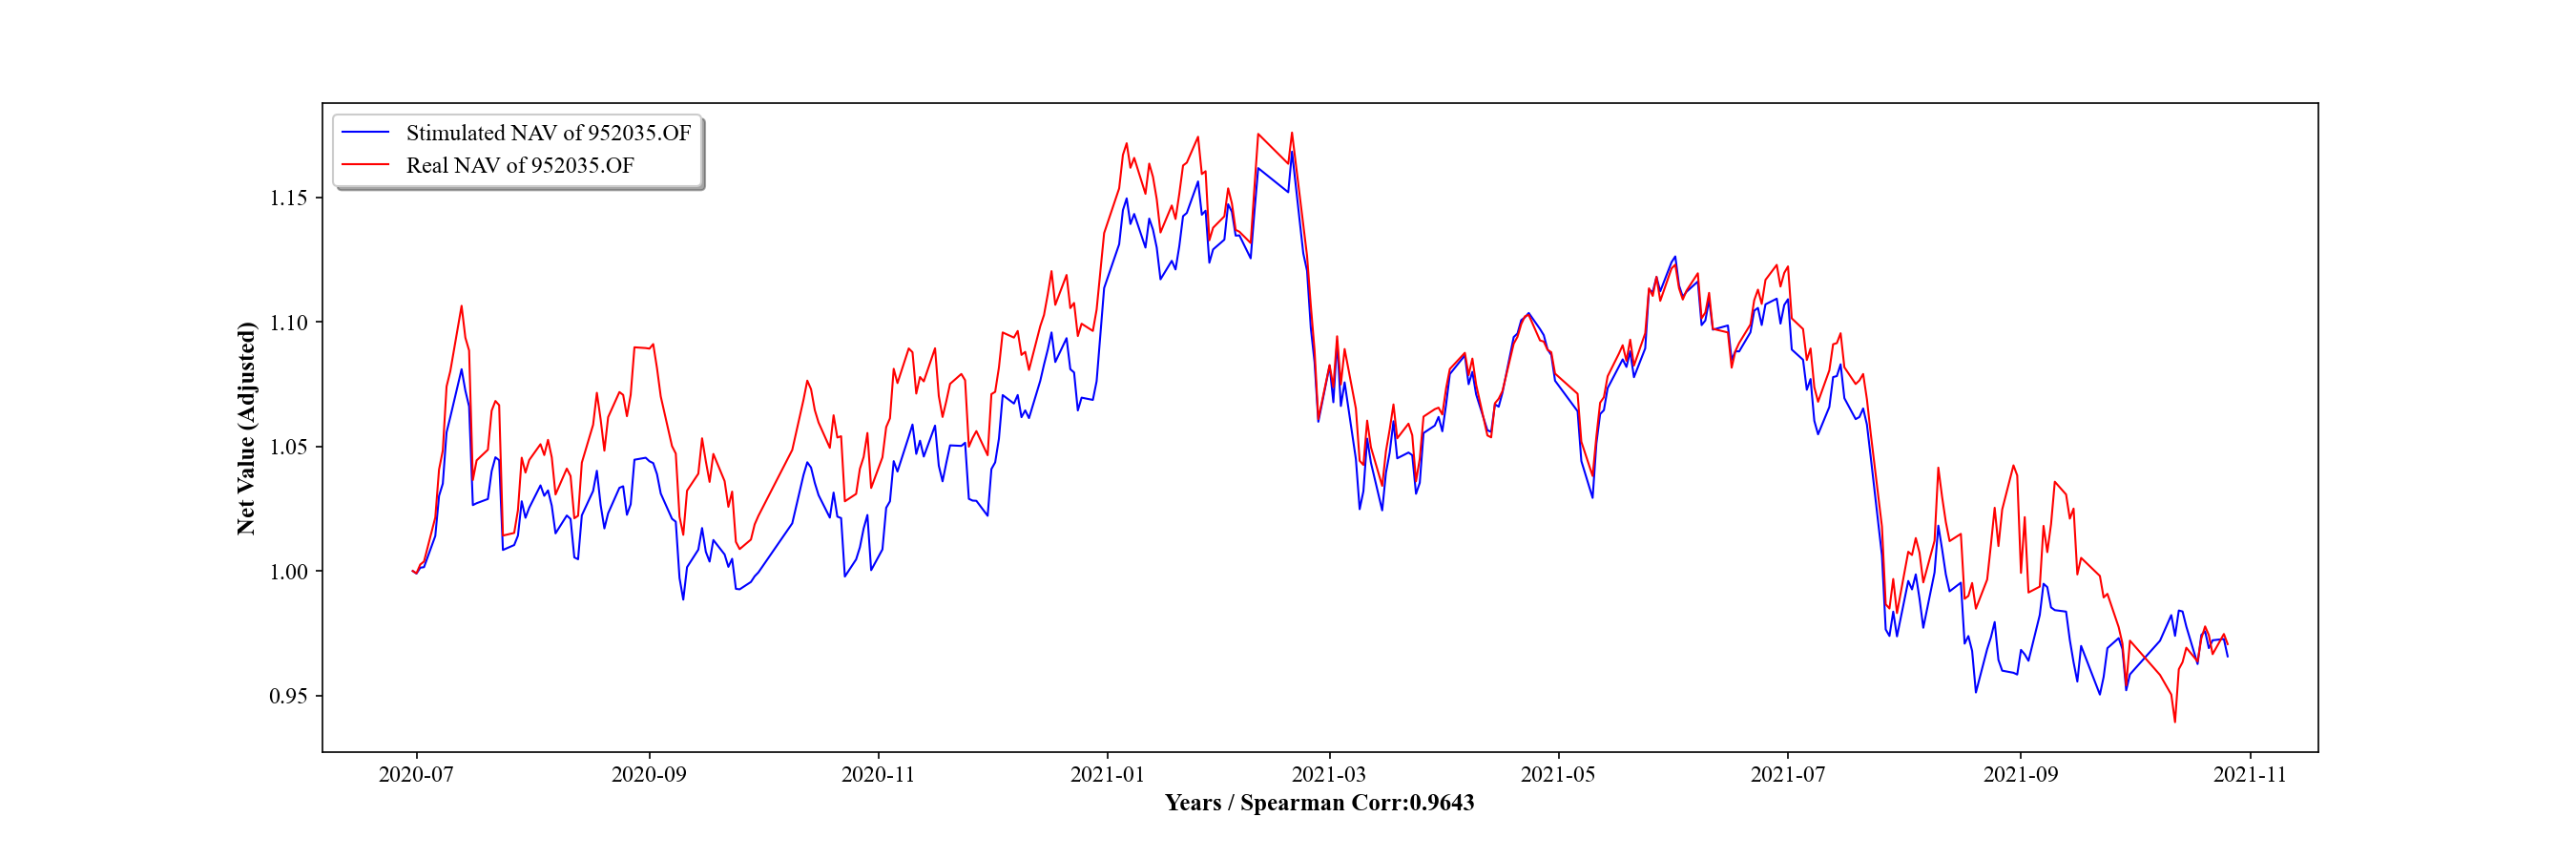 Stimulated NAV of 952035.OF
Real NAV of 952035.OF
Net Value (Adjusted)
1.15
1.10
1.05
1.00
0.95
2020-07 2020-09 2020-11 2021-01 2021-03 2021-05 2021-07 2021-09 2021-11
Years / Spearman Corr:0.9643